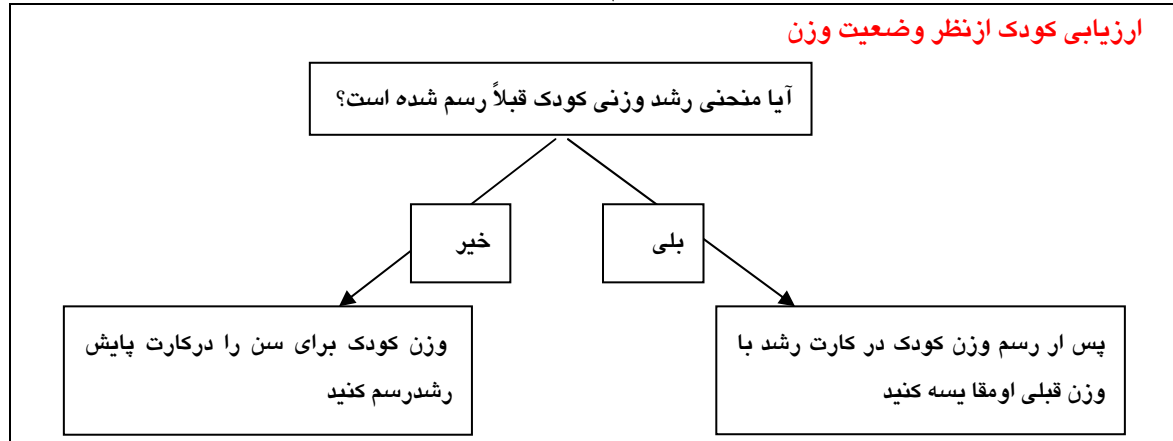 ارزیابی کودک ازنظر وضعیت وزن
آیا منحنی رشد وزنی کودک قبلاً رسم شده است؟
بلی
خیر
پس ار رسم وزن کودک در کارت رشد با
وزن قبلی اومقا یسه کنید
وزن کودک برای سن را درکارت پایش
رشدرسم کنید